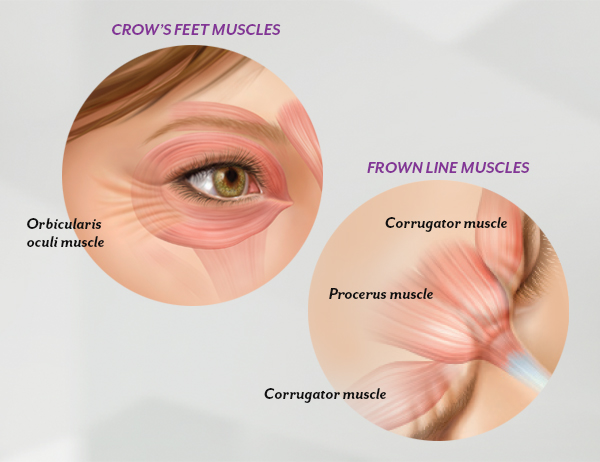 CROW'S FEET MUSCLES
Orbicularis
oculi muscle
FROWN LINE MUSCLES
Corrugator muscle
Procerus muscle
Corrugator muscle